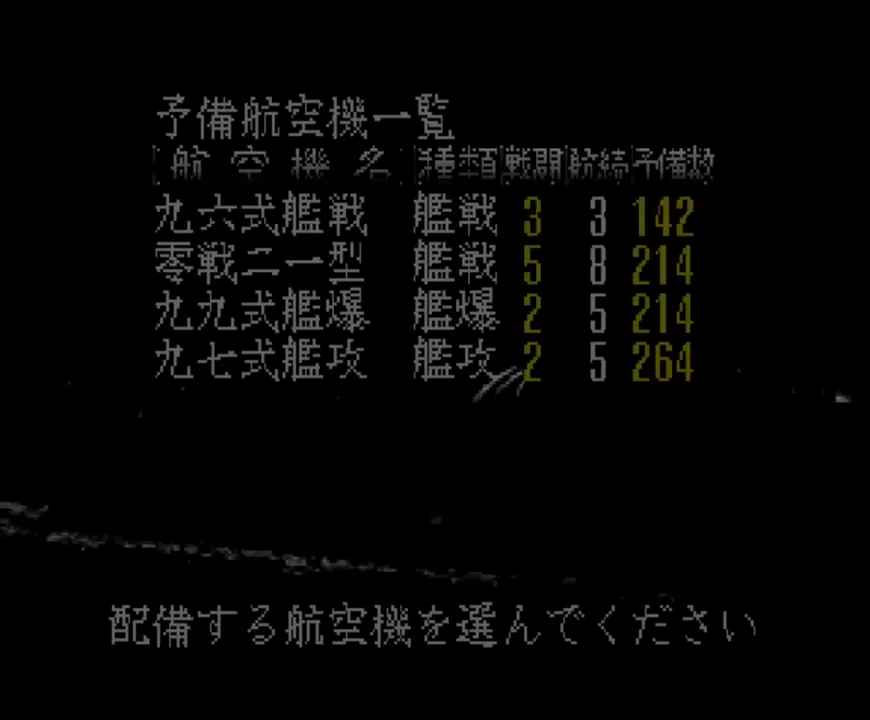 予備航空機一覧
航空機名 種類 戦闘 航続 予備数
九六式艦戦 艦戦 3 3 142
零戦二一型 艦戦 5 8 214
九九式艦爆 艦爆 2 5 214
九七式艦攻 艦攻 2 5 264
配備する航空機を選んでください